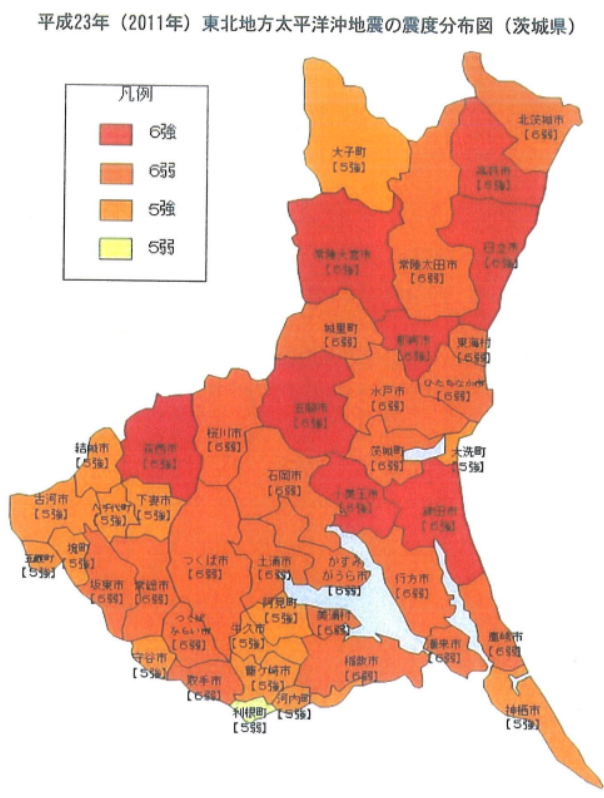 平成23年（2011年）東北地方太平洋沖地震の震度分布図（茨城県）
凡例
6強
6弱
5強
5弱
北茨城市
【6弱】
大子町
【5強】
高萩市
【6強】
日立市
【6強】
常陸大宮市
【6強】
常陸太田市
【6弱】
城里町
【6弱】
那珂市
【6強】
東海村
【6弱】
ひたちなか市
【6弱】
水戸市
【6弱】
笠間市
【6強】
桜川市
【6弱】
筑西市
【6強】
結城市
【5強】
茨城町
【6弱】
大洗町
【5強】
石岡市
【6弱】
小美玉市
【6強】
鉾田市
【6強】
古河市
【5強】
八千代町
【5強】
下妻市
【5強】
五霞町
【5強】
境町
【5強】
坂東市
【6弱】
常総市
【6弱】
つくば市
【6弱】
土浦市
【6弱】
かすみ
がうら市
【6弱】
行方市
【6弱】
阿見町
【5強】
美浦村
【6弱】
つくば
みらい市
【6弱】
牛久市
【5強】
守谷市
【5強】
取手市
【6弱】
龍ケ崎市
【5強】
稲敷市
【6弱】
潮来市
【6弱】
鹿嶋市
【6弱】
河内町
【5強】
利根町
【5弱】
神栖市
【5強】